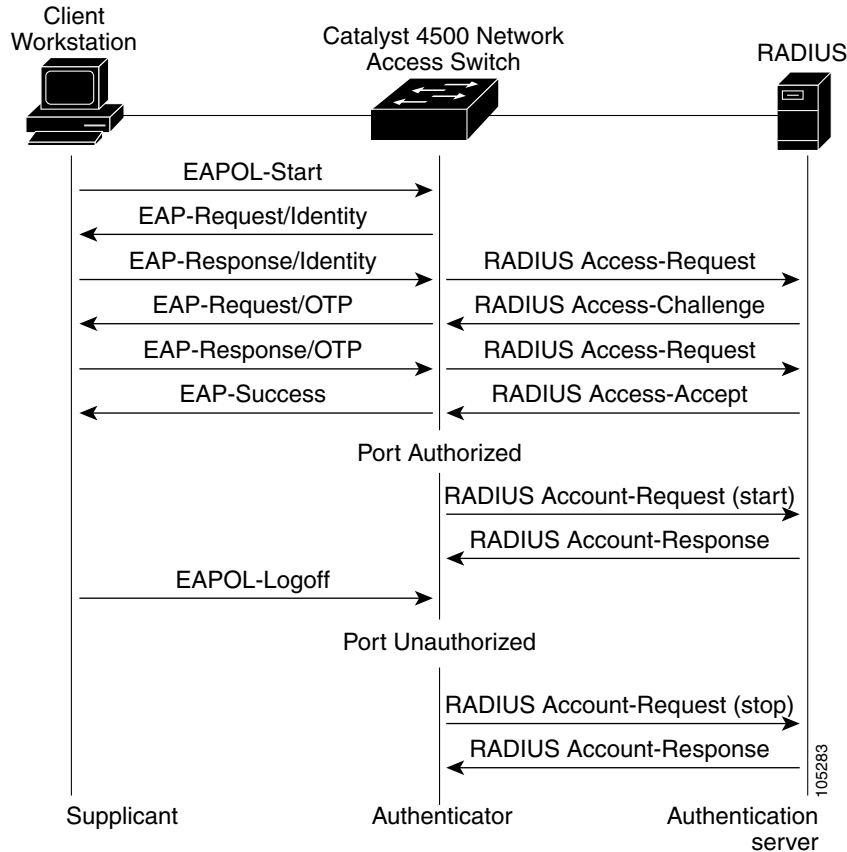 Client
Workstation
Catalyst 4500 Network
Access Switch
RADIUS
EAPOL-Start
EAP-Request/Identity
EAP-Response/Identity
RADIUS Access-Request
EAP-Request/OTP
RADIUS Access-Challenge
EAP-Response/OTP
RADIUS Access-Request
EAP-Success
RADIUS Access-Accept
Port Authorized
RADIUS Account-Request (start)
RADIUS Account-Response
EAPOL-Logoff
Port Unauthorized
RADIUS Account-Request (stop)
RADIUS Account-Response
105283
Supplicant
Authenticator
Authentication
server